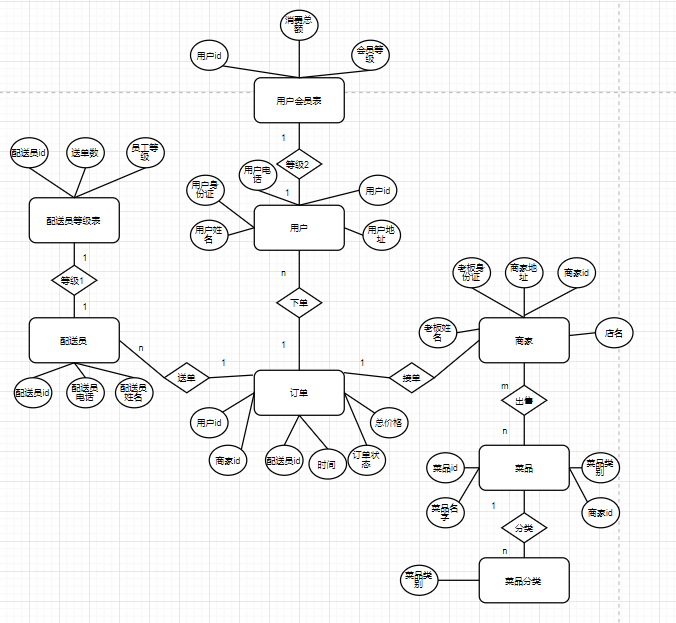 消费总
额
用户id
会员等
级
用户会员表
1
等级2
配送员id
送单数
员工等
级
用户电
话
用户身
份证
1
用户id
配送员等级表
用户姓
名
用户
用户地
址
1
等级1
1
n
下单
1
老板身
份证
商家地
址
商家id
老板姓
名
商家
店名
配送员
n
送单
1
订单
1
接单
配送员id
配送员
电话
配送员
姓名
m
出售
n
用户id
总价格
商家id
配送员id
时间
订单状
态
菜品id
菜品
菜品类
别
菜品名
字
商家id
1
分类
n
菜品类
别
菜品分类